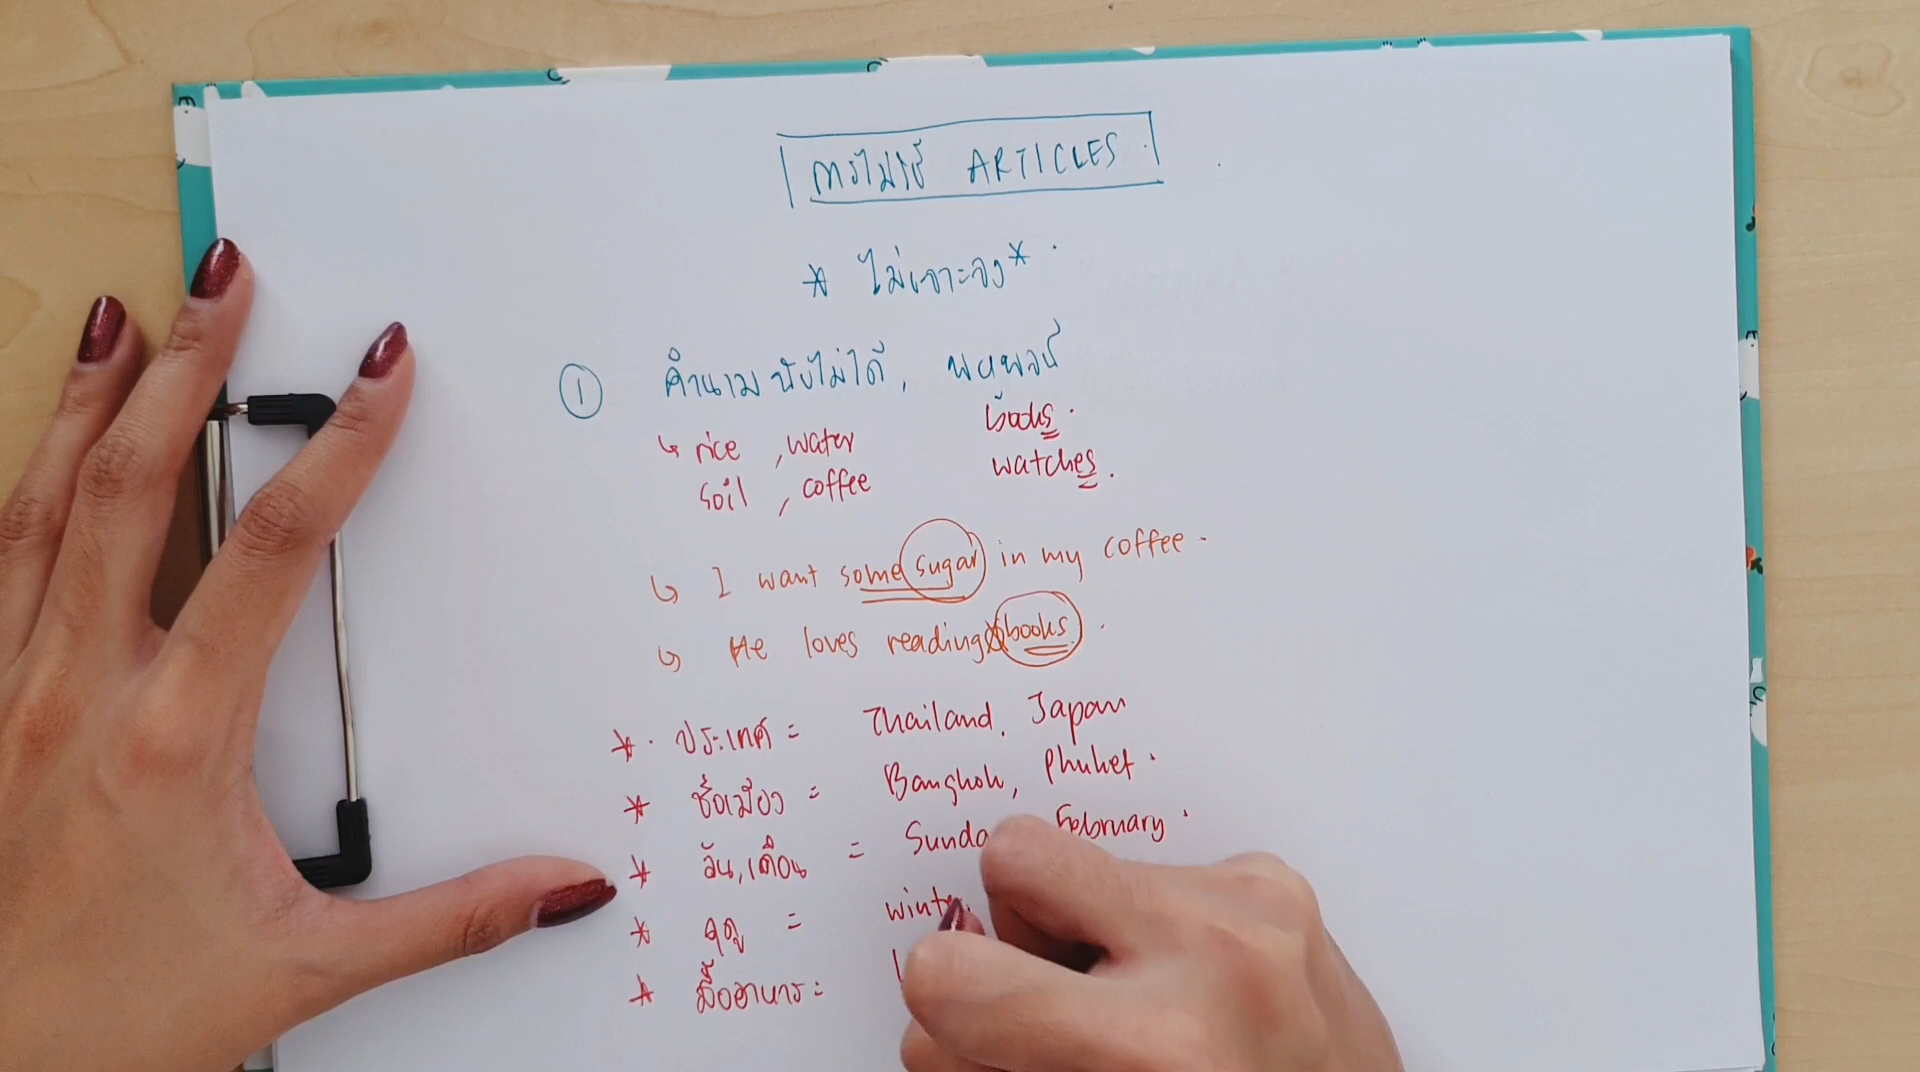 การไม่ใช้ ARTICLES
* ไม่เจาะจง *
① คำนามนับไม่ได้, พหูพจน์
↳ rice , water books
soil , coffee watches.
↳ I want some sugar in my coffee.
↳ He loves reading books.
* ประเทศ = Thailand, Japan
* ชื่อเมือง = Bangkok, Phuket.
* วัน, เดือน = Sunda February.
* ฤดู = winte
* มื้ออาหาร =